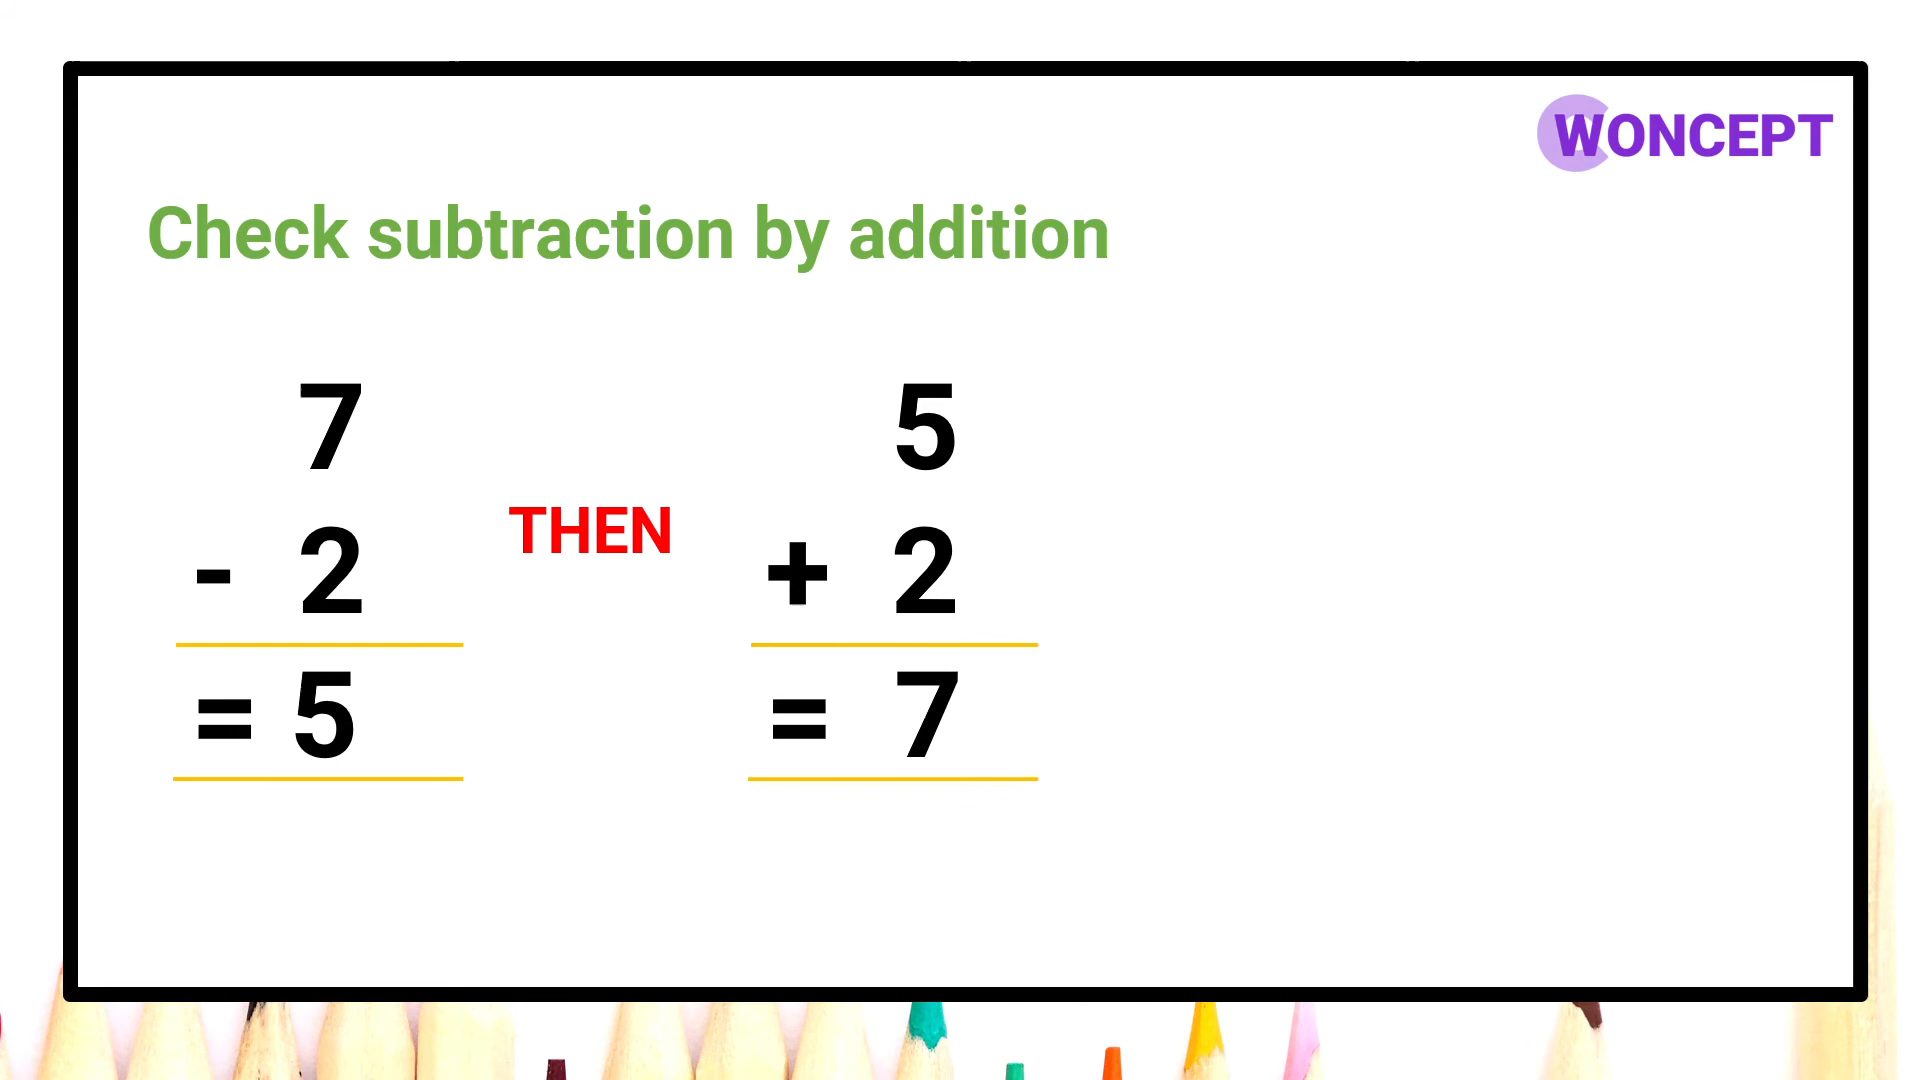 WONCEPT
Check subtraction by addition
7
- 2
= 5
THEN
5
+ 2
= 7